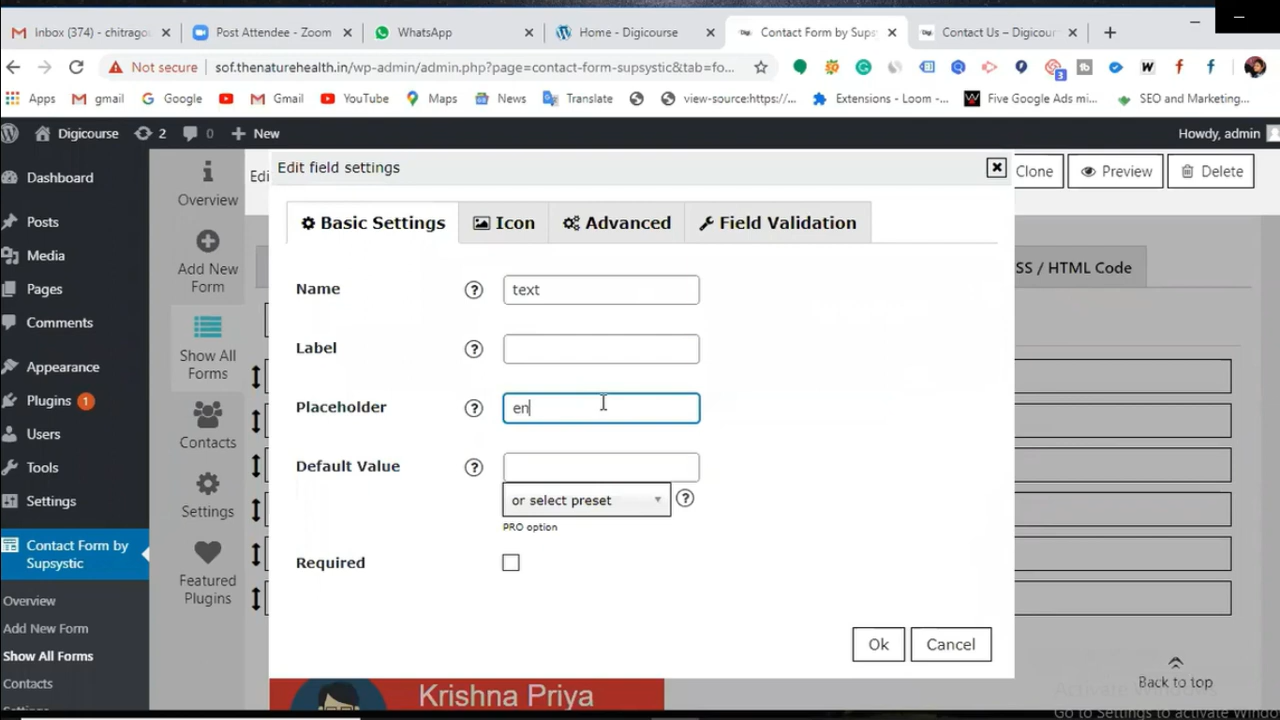 Inbox (374) - chitrago
Post Attendee - Zoom
WhatsApp
Home - Digicourse
Contact Form by Sup
Contact Us – Digicour
Not secure
sof.thenaturehealth.in/wp-admin/admin.php?page=contact-form-supsystic&tab=fo...
3
Apps
gmail
Google
Gmail
YouTube
Maps
News
Translate
view-source:https://...
Extensions - Loom -...
Five Google Ads mi...
SEO and Marketing...
Digicourse
2
0
New
Howdy, admin
Dashboard
Posts
Media
Pages
Comments
Appearance
Plugins 1
Users
Tools
Settings
Contact Form by
Supsystic
Overview
Add New Form
Show All Forms
Contacts
Overview
Add New
Form
Show All
Forms
Contacts
Settings
Featured
Plugins
Edi
Clone
Preview
Delete
SS / HTML Code
Edit field settings
Basic Settings
Icon
Advanced
Field Validation
Name
? text
Label
?
Placeholder
? en
Default Value
?
or select preset
?
PRO option
Required
Ok
Cancel
Krishna Priya
Back to top
Activate Windows
Go to Settings to activate Windo